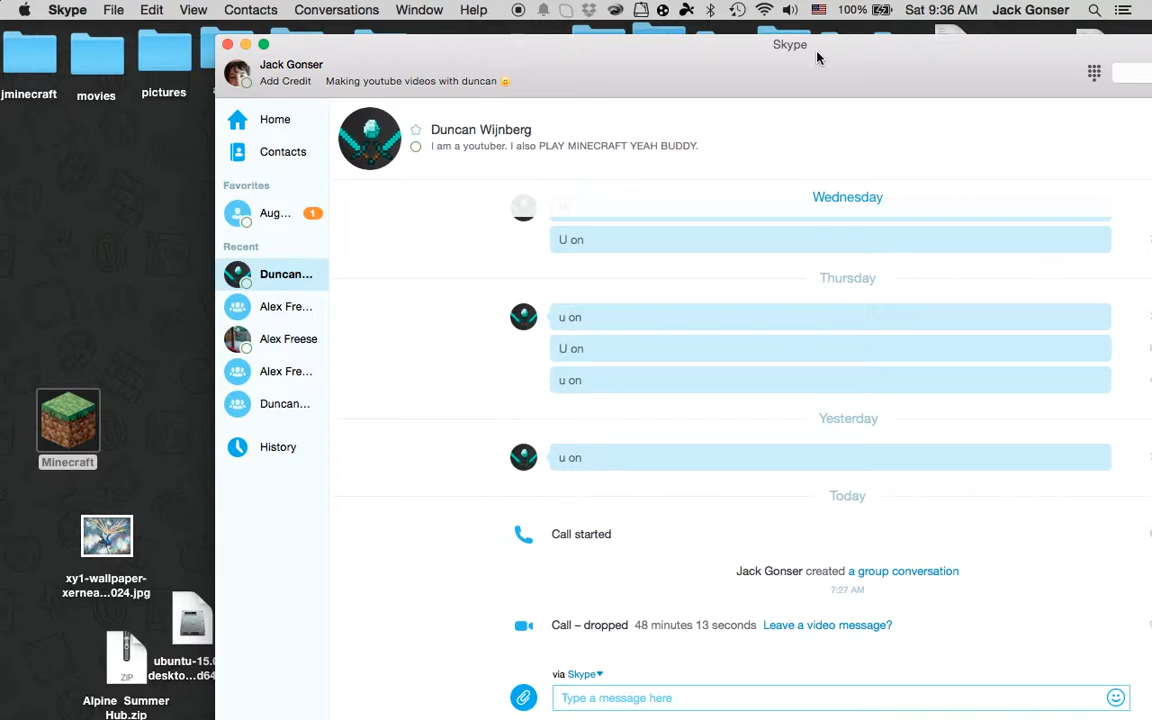 Skype File Edit View Contacts Conversations Window Help 100% Sat 9:36 AM Jack Gonser
jminecraft
movies
pictures
Skype
Jack Gonser
Add Credit Making youtube videos with duncan
Home
Contacts
Favorites
Aug... 1
Recent
Duncan...
Alex Fre...
Alex Freese
Alex Fre...
Duncan...
History
Duncan Wijnberg
I am a youtuber. I also PLAY MINECRAFT YEAH BUDDY.
Wednesday
U on
Thursday
u on
U on
u on
Yesterday
u on
Today
Call started
Jack Gonser created a group conversation
7:27 AM
Call – dropped 48 minutes 13 seconds Leave a video message?
via Skype
Type a message here
Minecraft
xy1-wallpaper-
xernea...024.jpg
ubuntu-15.0
deskto...d64
ZIP
Alpine Summer
Hub.zip